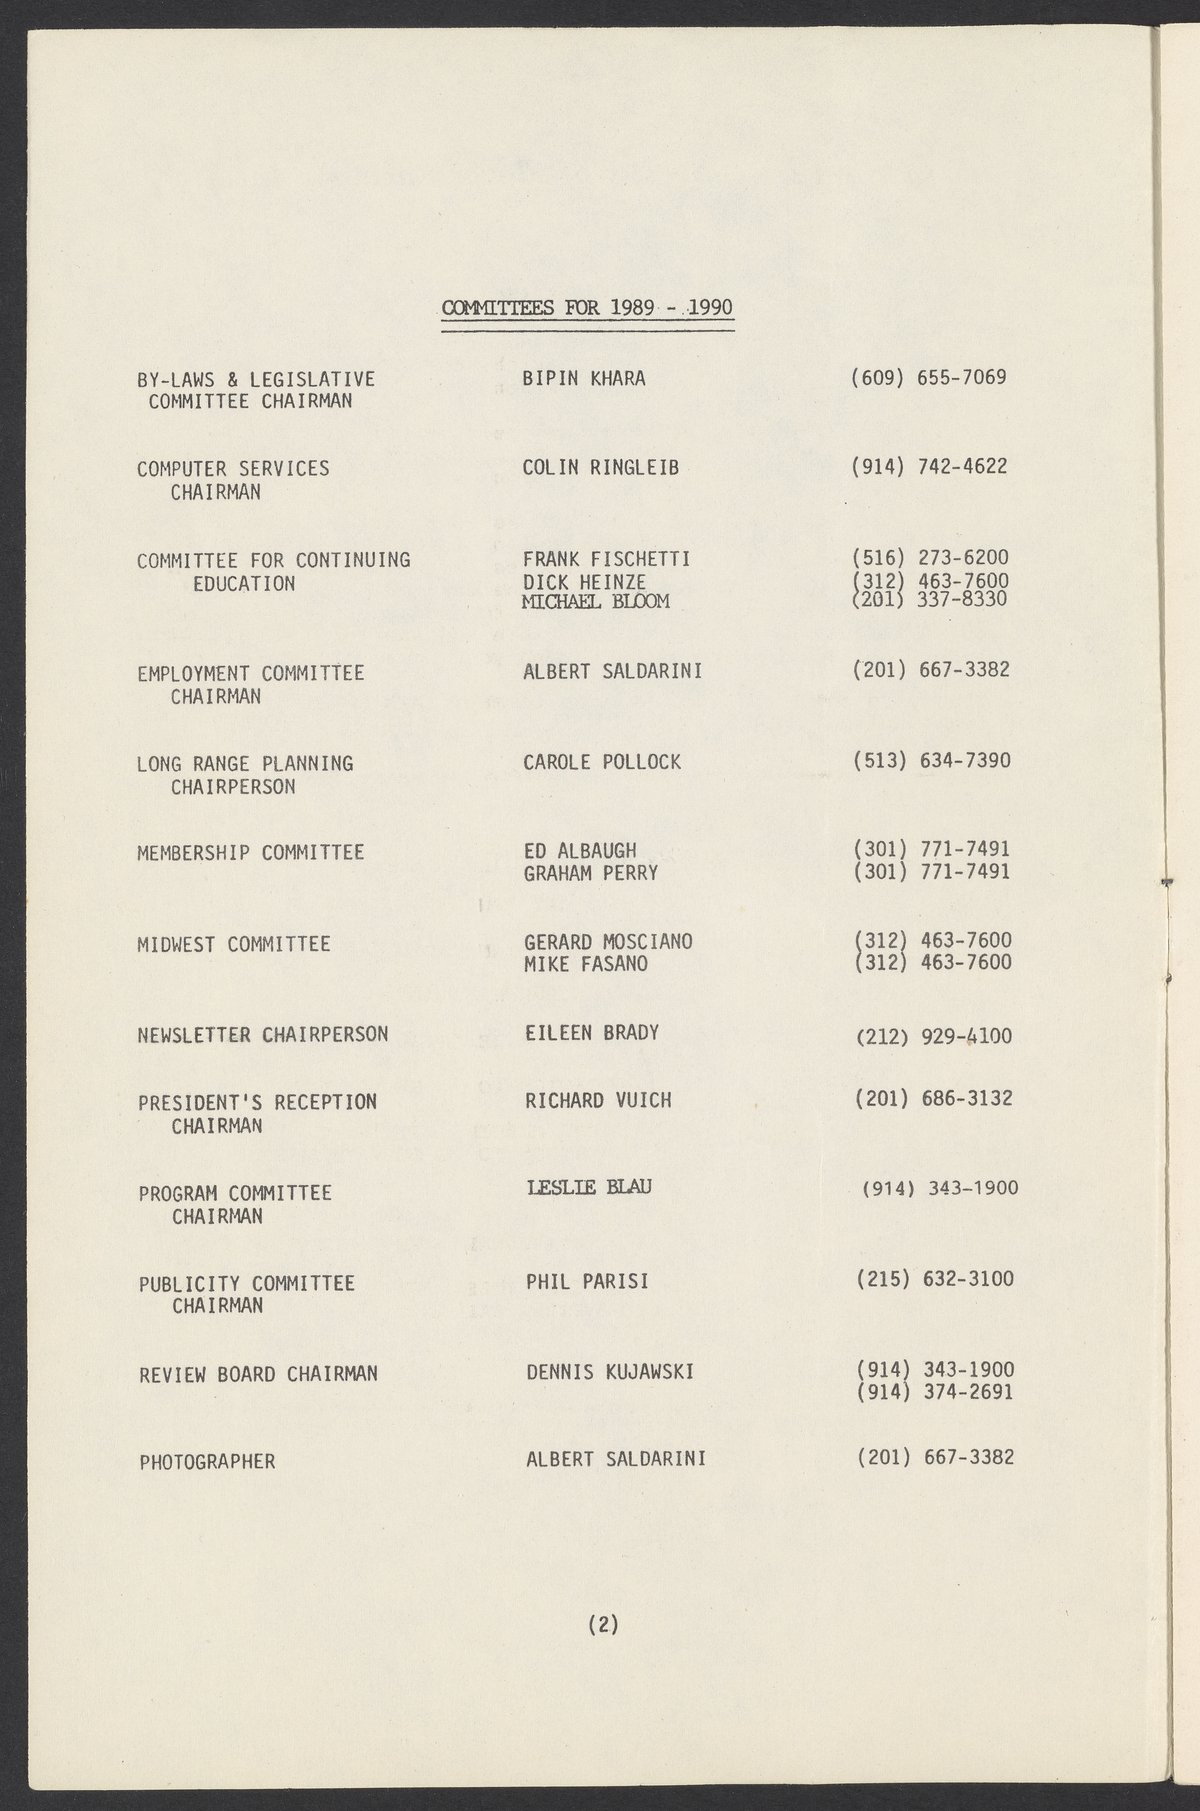 COMMITTEES FOR 1989 - 1990
BY-LAWS & LEGISLATIVE BIPIN KHARA (609) 655-7069
COMMITTEE CHAIRMAN
COMPUTER SERVICES COLIN RINGLEIB (914) 742-4622
CHAIRMAN
COMMITTEE FOR CONTINUING FRANK FISCHETTI (516) 273-6200
EDUCATION DICK HEINZE (312) 463-7600
MICHAEL BLOOM (201) 337-8330
EMPLOYMENT COMMITTEE ALBERT SALDARINI (201) 667-3382
CHAIRMAN
LONG RANGE PLANNING CAROLE POLLOCK (513) 634-7390
CHAIRPERSON
MEMBERSHIP COMMITTEE ED ALBAUGH (301) 771-7491
GRAHAM PERRY (301) 771-7491
MIDWEST COMMITTEE GERARD MOSCIANO (312) 463-7600
MIKE FASANO (312) 463-7600
NEWSLETTER CHAIRPERSON EILEEN BRADY (212) 929-4100
PRESIDENT'S RECEPTION RICHARD VUICH (201) 686-3132
CHAIRMAN
PROGRAM COMMITTEE LESLIE BLAU (914) 343-1900
CHAIRMAN
PUBLICITY COMMITTEE PHIL PARISI (215) 632-3100
CHAIRMAN
REVIEW BOARD CHAIRMAN DENNIS KUJAWSKI (914) 343-1900
(914) 374-2691
PHOTOGRAPHER ALBERT SALDARINI (201) 667-3382
(2)